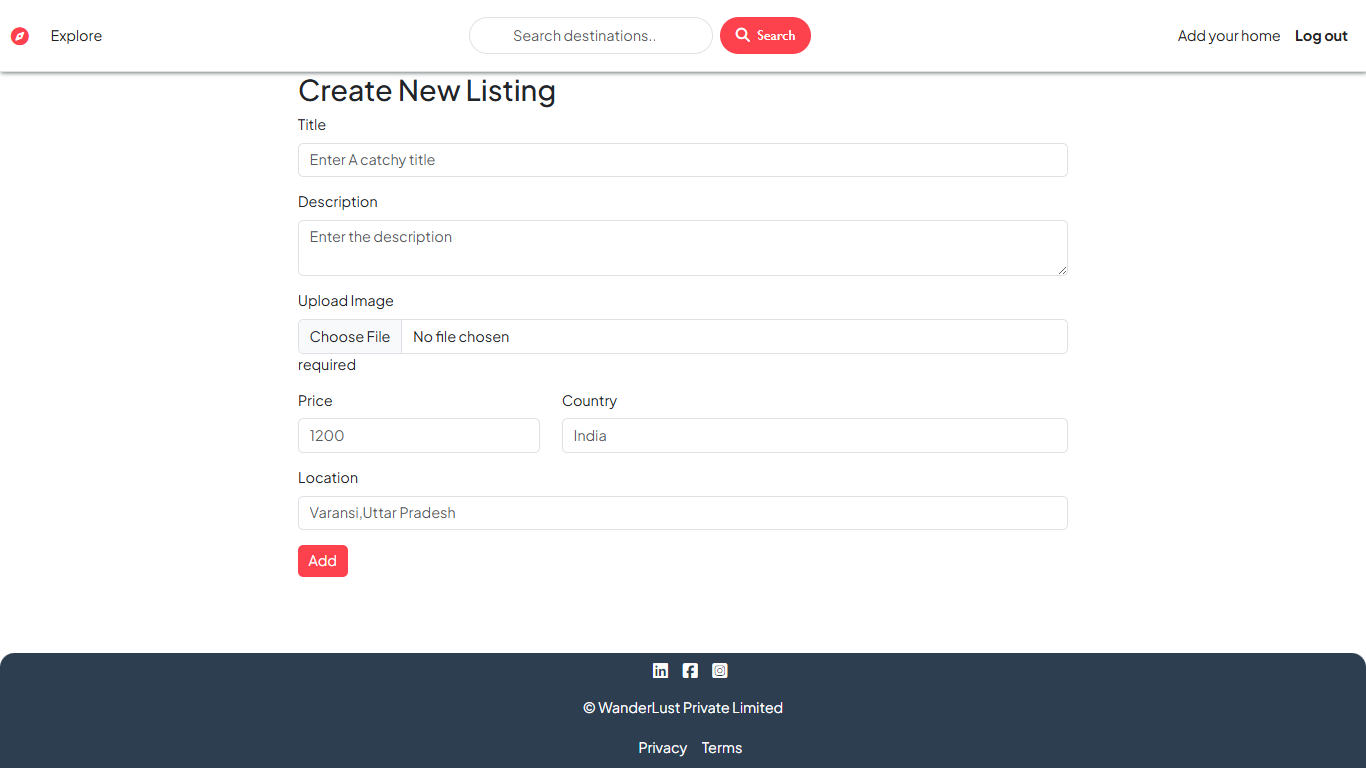 Explore Search destinations.. Search Add your home Log out
Create New Listing
Title
Enter A catchy title
Description
Enter the description
Upload Image
Choose File No file chosen
required
Price Country
1200 India
Location
Varansi,Uttar Pradesh
Add
© WanderLust Private Limited
Privacy Terms